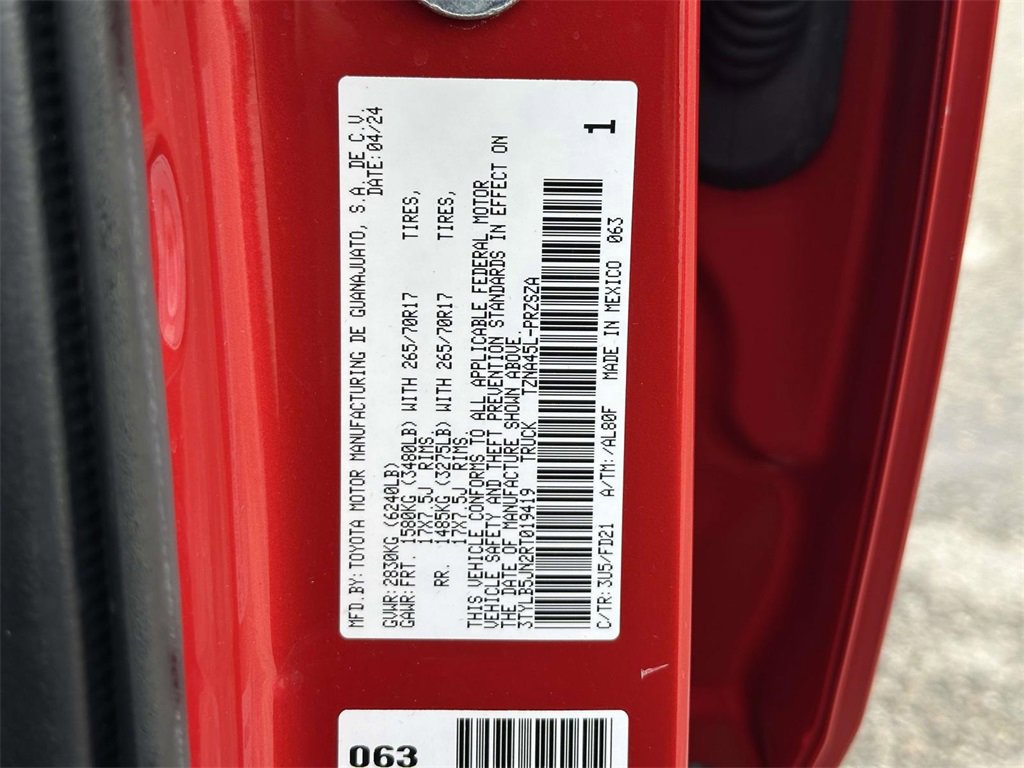 MFD.BY:TOYOTA MOTOR MANUFACTURING DE GUANAJUATO, S.A. DE C.V.
DATE:04/24
GVWR:2830KG (6240LB)
GAWR:FRT. 1580KG (3480LB) WITH 265/70R17 TIRES,
17X7.5J RIMS.
RR. 1485KG (3275LB) WITH 265/70R17 TIRES,
17X7.5J RIMS.
THIS VEHICLE CONFORMS TO ALL APPLICABLE FEDERAL MOTOR
VEHICLE SAFETY AND THEFT PREVENTION STANDARDS IN EFFECT ON
THE DATE OF MANUFACTURE SHOWN ABOVE.
3TYLB5JN2RT019419 TRUCK TZNA45L-PRZSZA
1
C/TR:3U5/FD21 A/TM:/AL80F MADE IN MEXICO 063
063